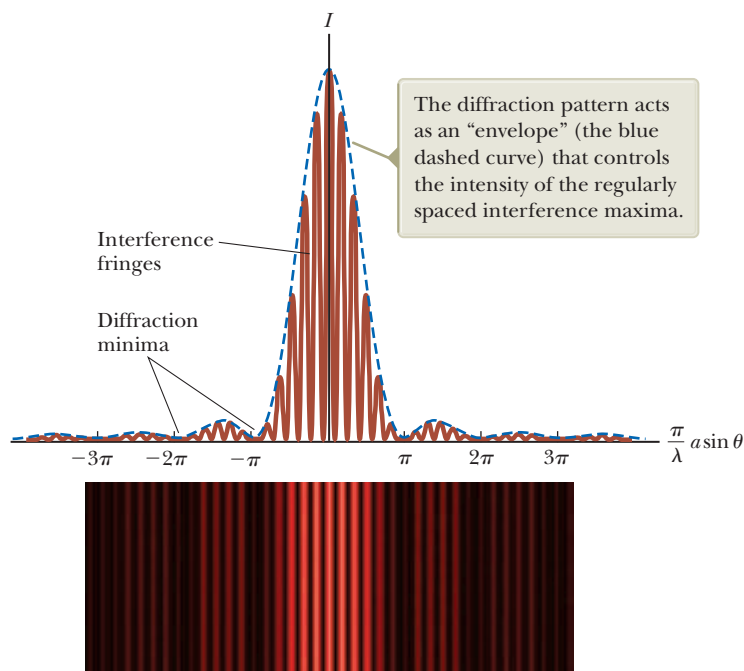 I
The diffraction pattern acts
as an “envelope” (the blue
dashed curve) that controls
the intensity of the regularly
spaced interference maxima.
Interference
fringes
Diffraction
minima
−3π −2π −π π 2π 3π
π/λ a sin θ